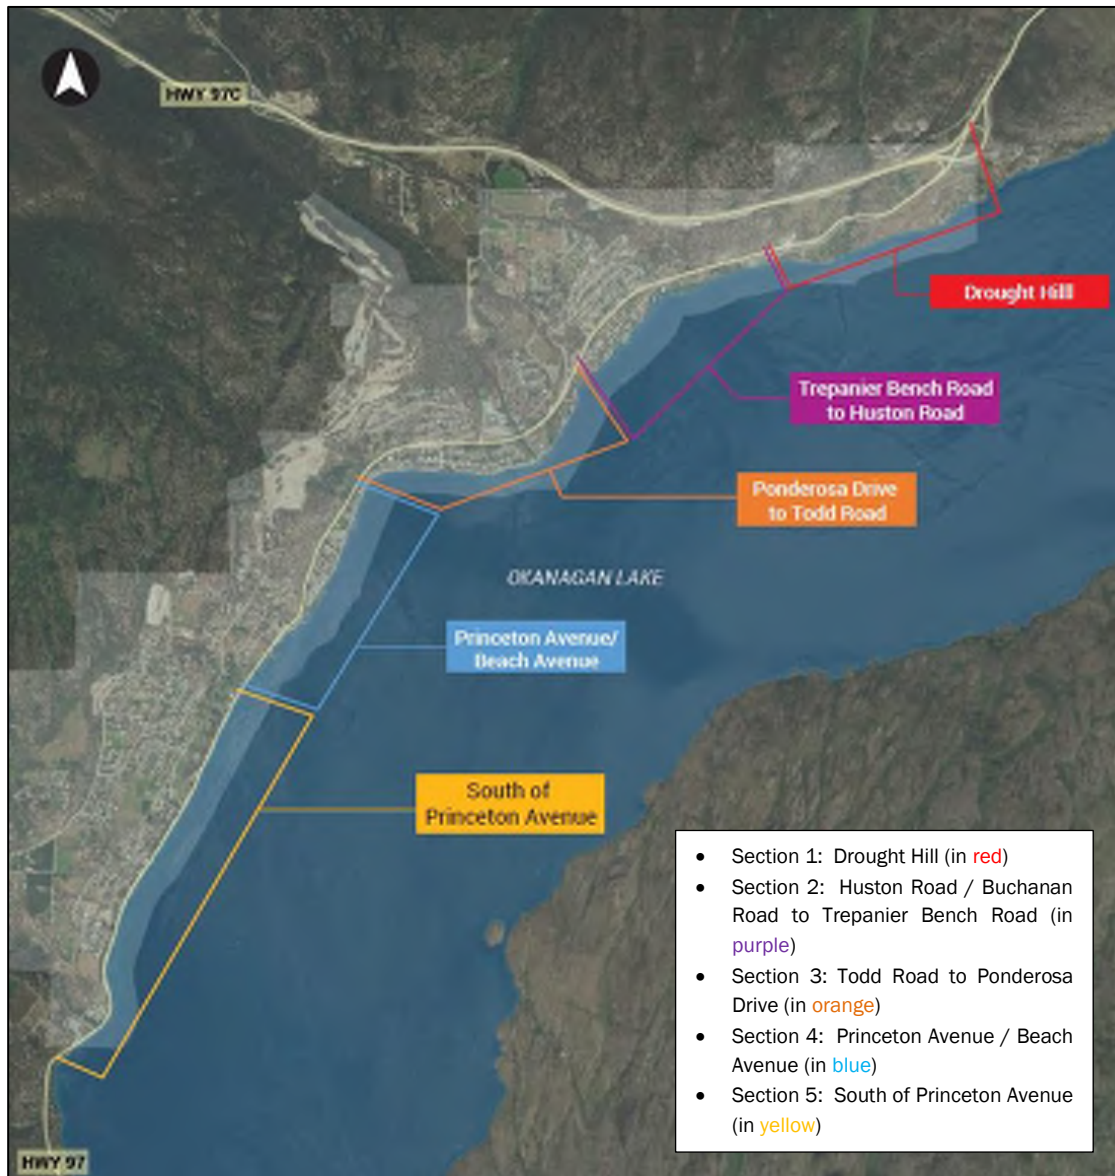 HWY 97C
Drought Hill
Trepanier Bench Road
to Huston Road
Ponderosa Drive
to Todd Road
OKANAGAN LAKE
Princeton Avenue/
Beach Avenue
South of
Princeton Avenue
• Section 1: Drought Hill (in red)
• Section 2: Huston Road / Buchanan
Road to Trepanier Bench Road (in
purple)
• Section 3: Todd Road to Ponderosa
Drive (in orange)
• Section 4: Princeton Avenue / Beach
Avenue (in blue)
• Section 5: South of Princeton Avenue
(in yellow)
HWY 97